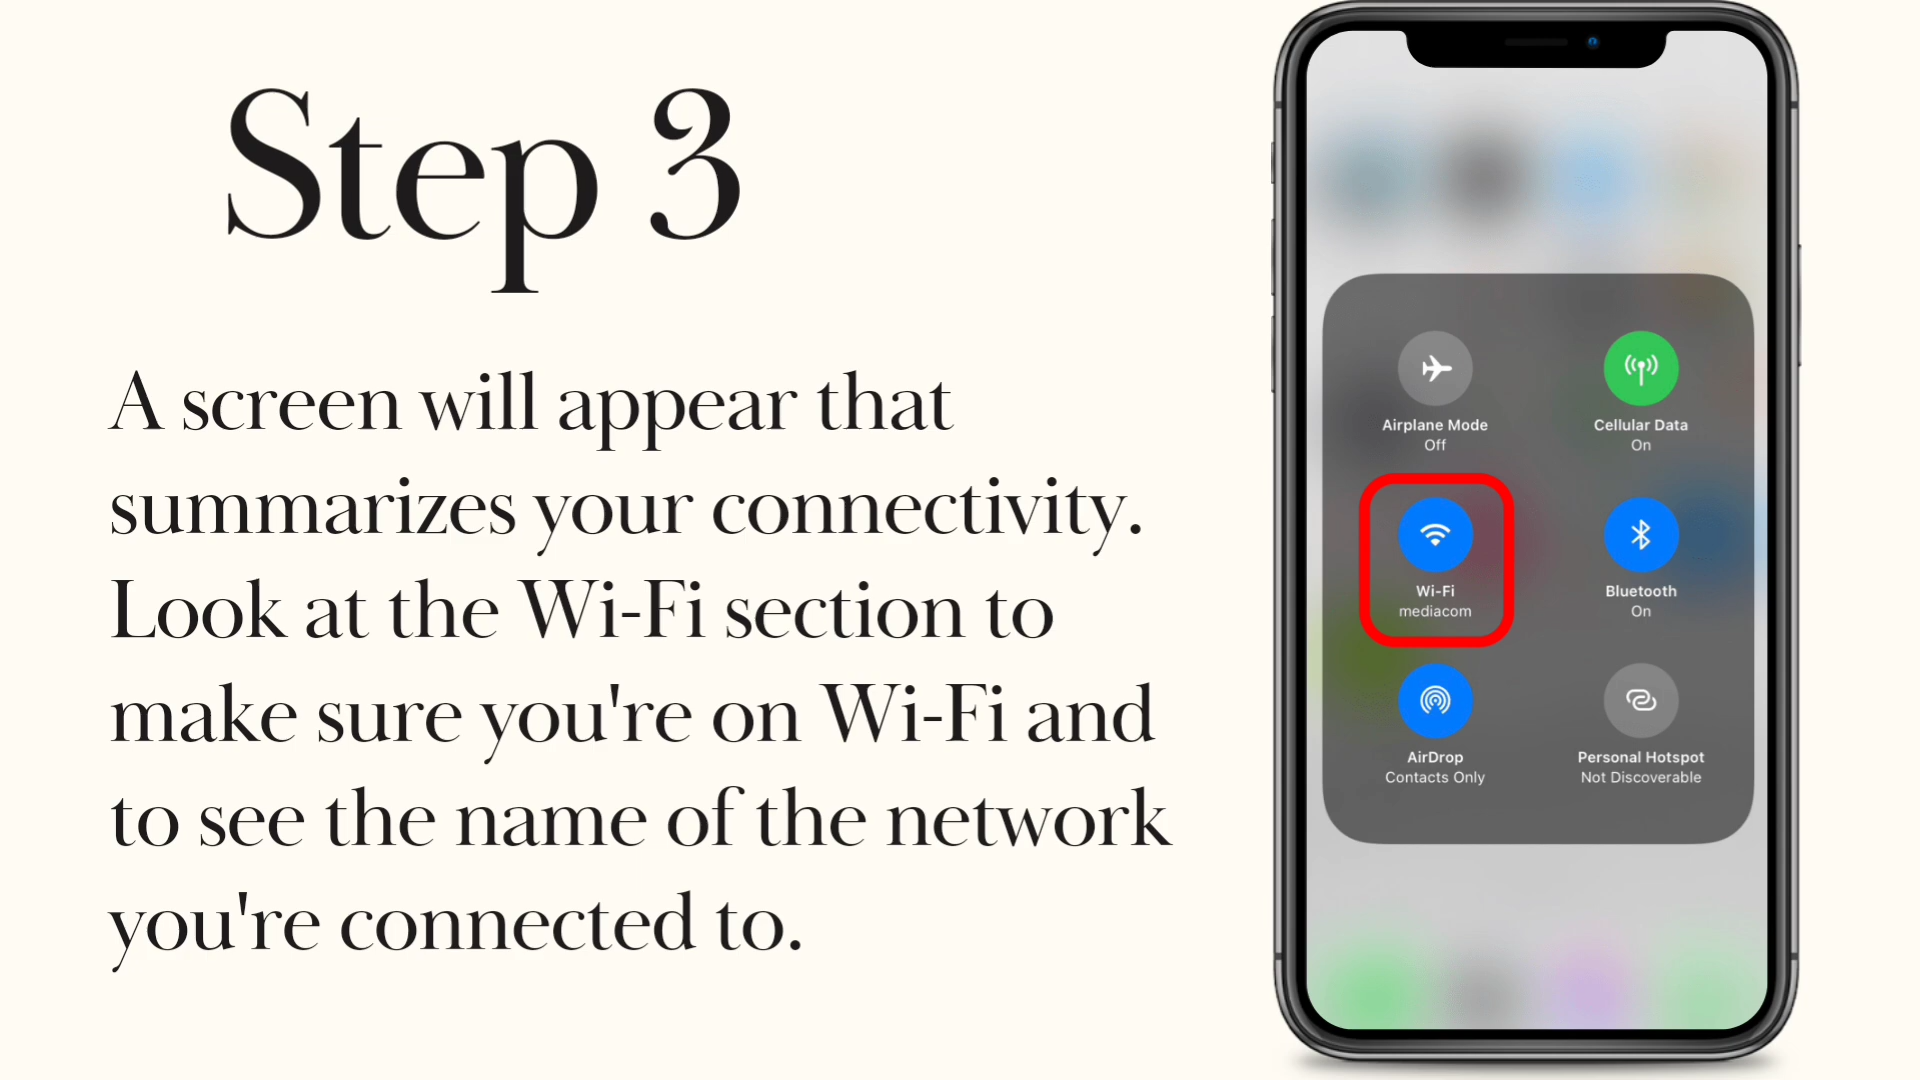 Step 3
A screen will appear that
summarizes your connectivity.
Look at the Wi-Fi section to
make sure you're on Wi-Fi and
to see the name of the network
you're connected to.
Airplane Mode
Off
Cellular Data
On
Wi-Fi
mediacom
Bluetooth
On
AirDrop
Contacts Only
Personal Hotspot
Not Discoverable